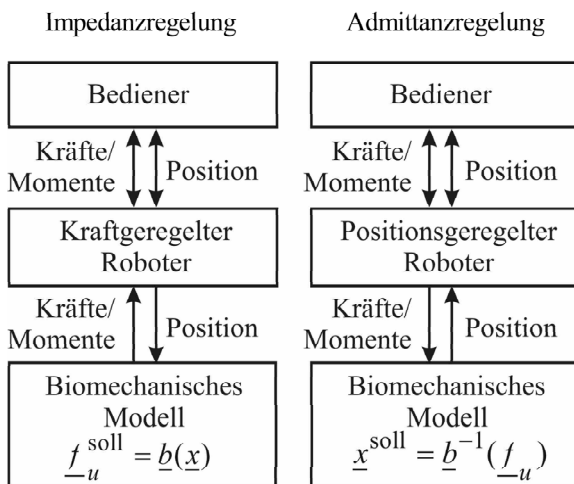 Impedanzregelung
Bediener
Kräfte/
Momente
Position
Kraftgeregelter
Roboter
Kräfte/
Momente
Position
Biomechanisches
Modell
f_u^soll = b(x)
Admittanzregelung
Bediener
Kräfte/
Momente
Position
Positionsgeregelter
Roboter
Kräfte/
Momente
Position
Biomechanisches
Modell
x^soll = b^-1(f_u)